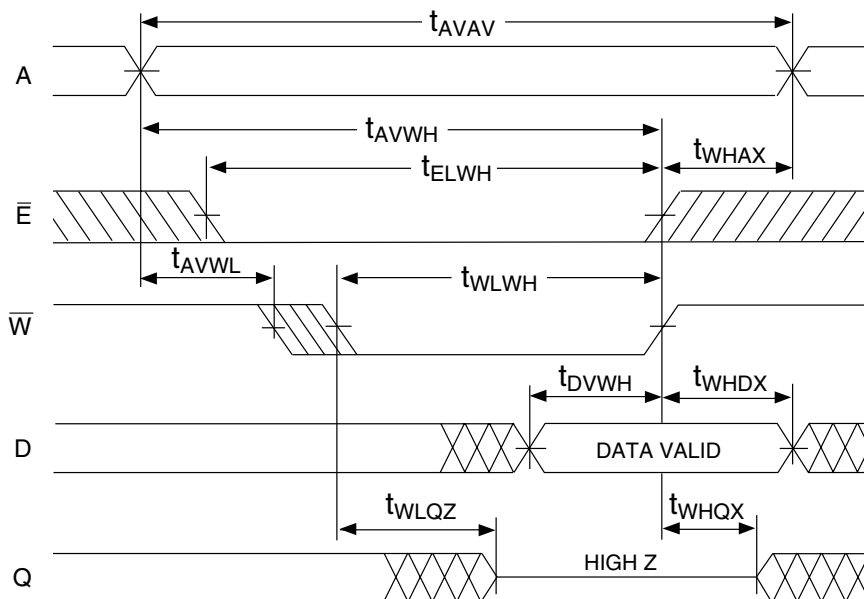 tAVAV
A
tAVWH
tELWH
tWHAX
E̅
tAVWL
tWLWH
W̅
tDVWH
tWHDX
D
DATA VALID
tWLQZ
tWHQX
Q
HIGH Z